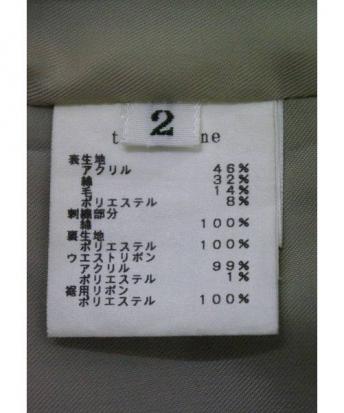 2
表生地
アクリル 46%
綿 32%
毛 14%
ポリエステル 8%
刺繍部分
綿 100%
裏生地
ポリエステル 100%
ウエストリボン
アクリル 99%
ポリエステル 1%
裾用リボン
ポリエステル 100%